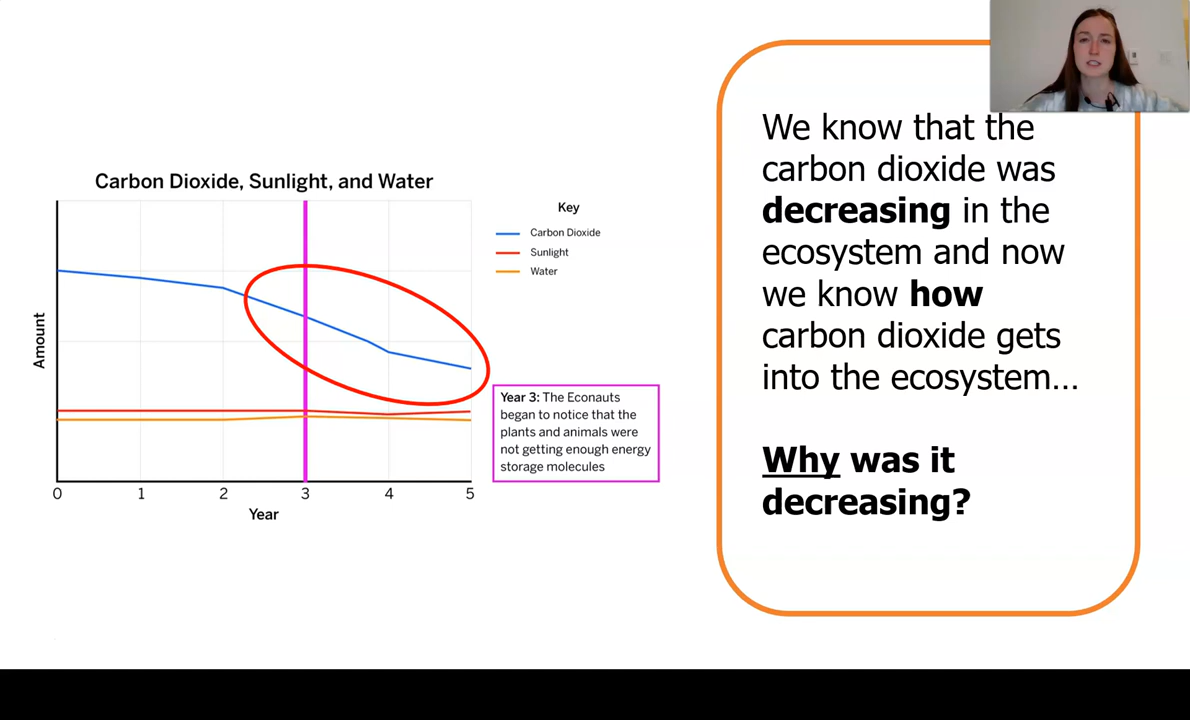 Carbon Dioxide, Sunlight, and Water
Key
Carbon Dioxide
Sunlight
Water
Amount
0 1 2 3 4 5
Year
Year 3: The Econauts
began to notice that the
plants and animals were
not getting enough energy
storage molecules
We know that the
carbon dioxide was
decreasing in the
ecosystem and now
we know how
carbon dioxide gets
into the ecosystem...
Why was it
decreasing?